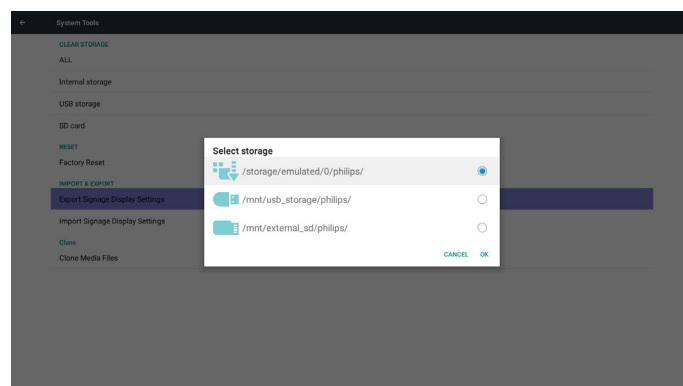 System Tools
CLEAR STORAGE
ALL
Internal storage
USB storage
SD card
RESET
Factory Reset
IMPORT & EXPORT
Export Signage Display Settings
Import Signage Display Settings
Clone
Clone Media Files
Select storage
/storage/emulated/0/philips/
/mnt/usb_storage/philips/
/mnt/external_sd/philips/
CANCEL OK